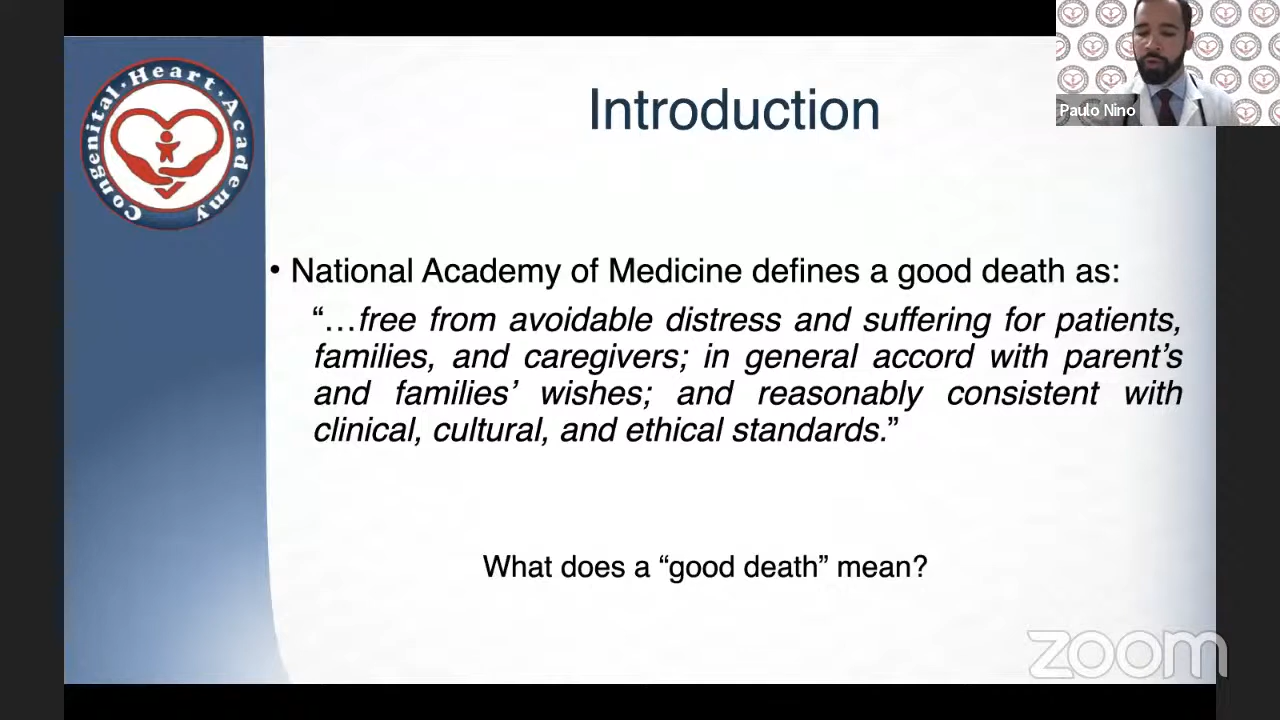 Congenital · Heart · Academy
Introduction
Paulo Nino
• National Academy of Medicine defines a good death as:
“…free from avoidable distress and suffering for patients,
families, and caregivers; in general accord with parent’s
and families’ wishes; and reasonably consistent with
clinical, cultural, and ethical standards.”
What does a “good death” mean?
zoom